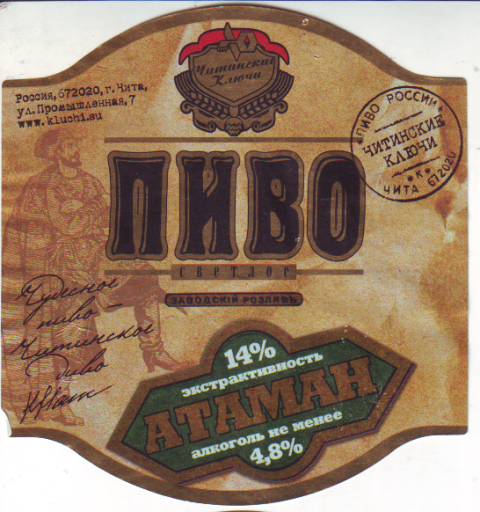 Читинские
Ключи
Россия, 672020, г. Чита,
ул. Промышленная, 7
www.kluchi.su
ПИВО РОССИИ
ЧИТИНСКИЕ
КЛЮЧИ
*К*
ЧИТА 672020
ПИВО
СВЕТЛОЕ
ЗАВОДСКIЙ РОЗЛИВЪ
Чудесное
пиво –
Читинское
пиво
14%
экстрактивность
АТАМАН
алкоголь не менее
4,8%